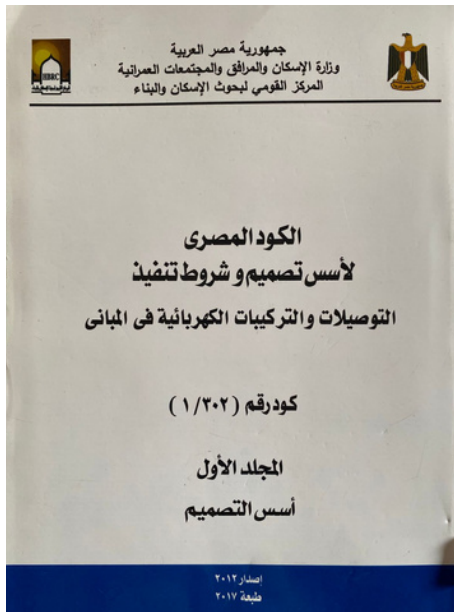 جمهورية مصر العربية
وزارة الإسكان والمرافق والمجتمعات العمرانية
المركز القومي لبحوث الإسكان والبناء
HBRC
الكود المصرى
لأسس تصميم و شروط تنفيذ
التوصيلات والتركيبات الكهربائية فى المبانى
كود رقم (٣٠٢/ ١)
المجلد الأول
أسس التصميم
إصدار ٢٠١٢
طبعة ٢٠١٧